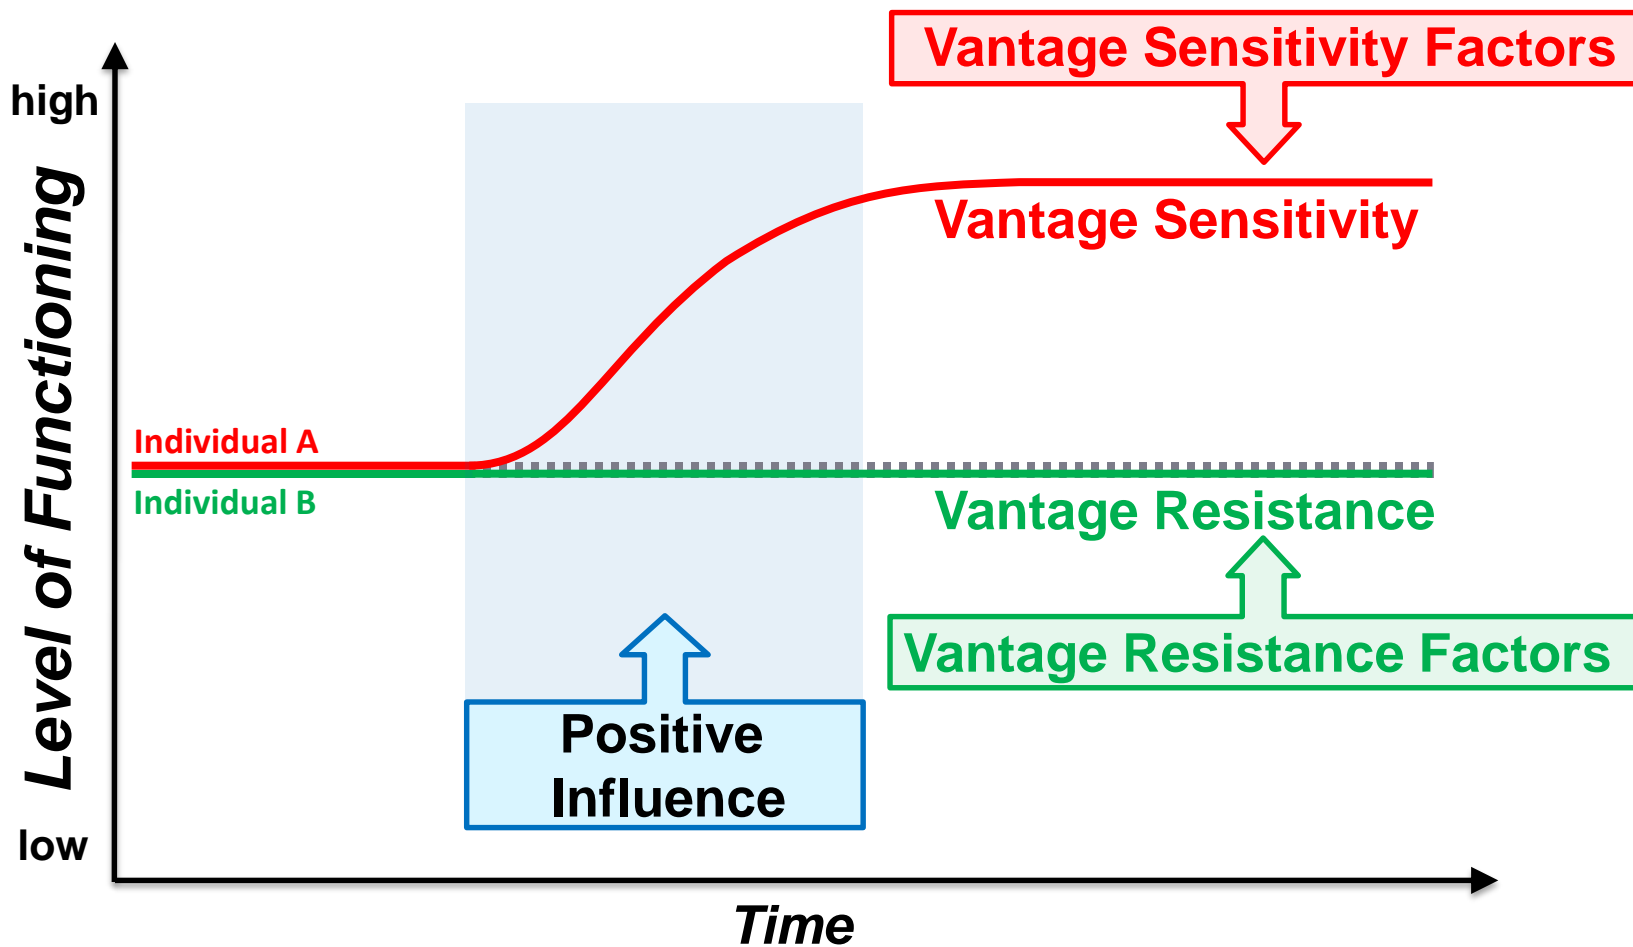 Vantage Sensitivity Factors
high
Vantage Sensitivity
Level of Functioning
Individual A
Individual B
Vantage Resistance
Vantage Resistance Factors
Positive
Influence
low
Time